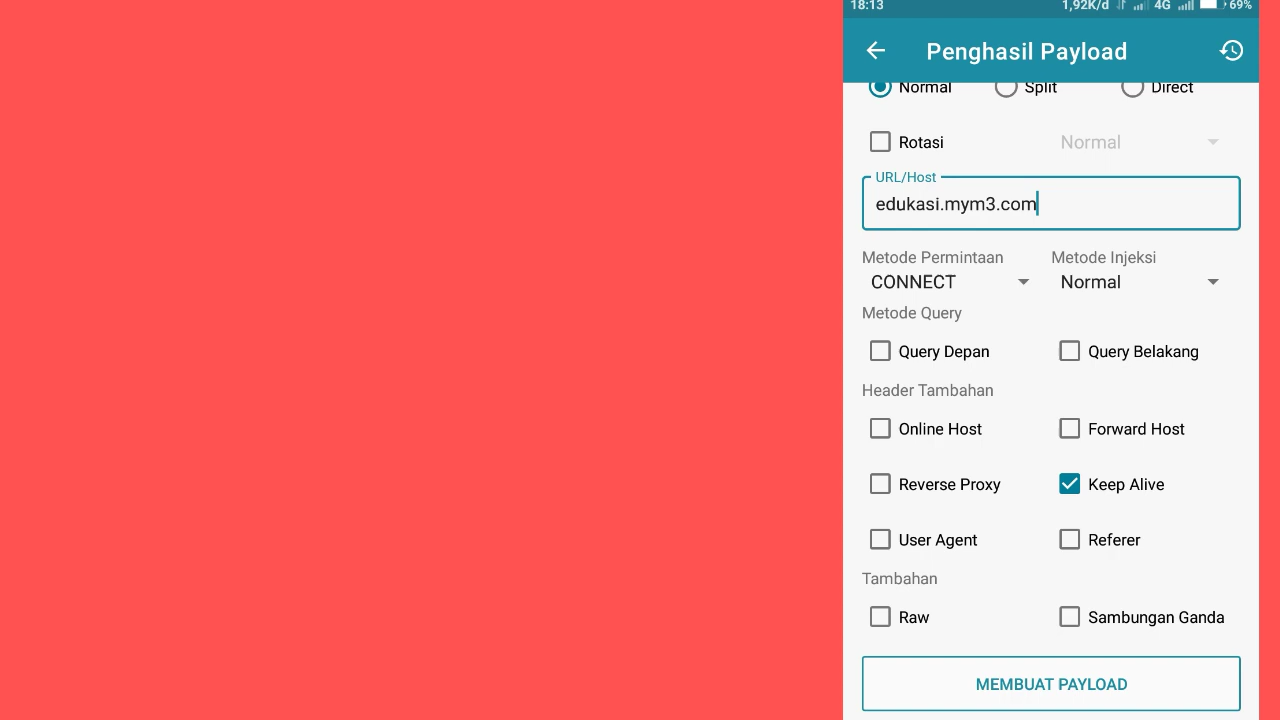 18:13 1,92K/d 4G 69%
Penghasil Payload
Normal Split Direct
Rotasi Normal
URL/Host
edukasi.mym3.com
Metode Permintaan Metode Injeksi
CONNECT Normal
Metode Query
Query Depan Query Belakang
Header Tambahan
Online Host Forward Host
Reverse Proxy Keep Alive
User Agent Referer
Tambahan
Raw Sambungan Ganda
MEMBUAT PAYLOAD